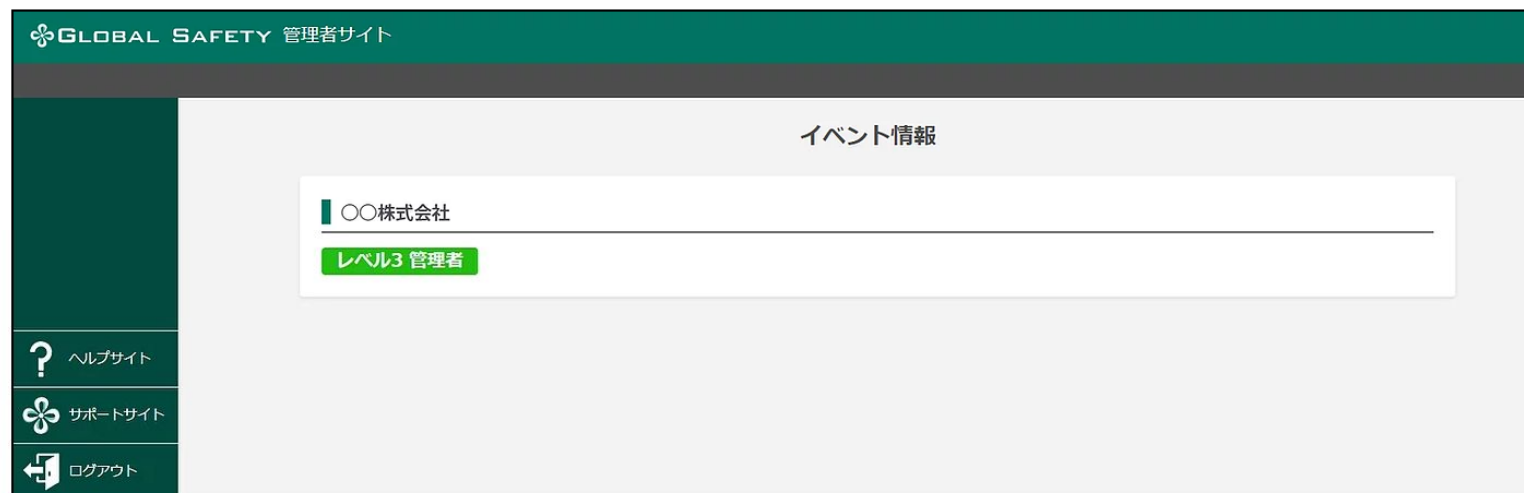 GLOBAL SAFETY 管理者サイト
イベント情報
〇〇株式会社
レベル3 管理者
ヘルプサイト
サポートサイト
ログアウト